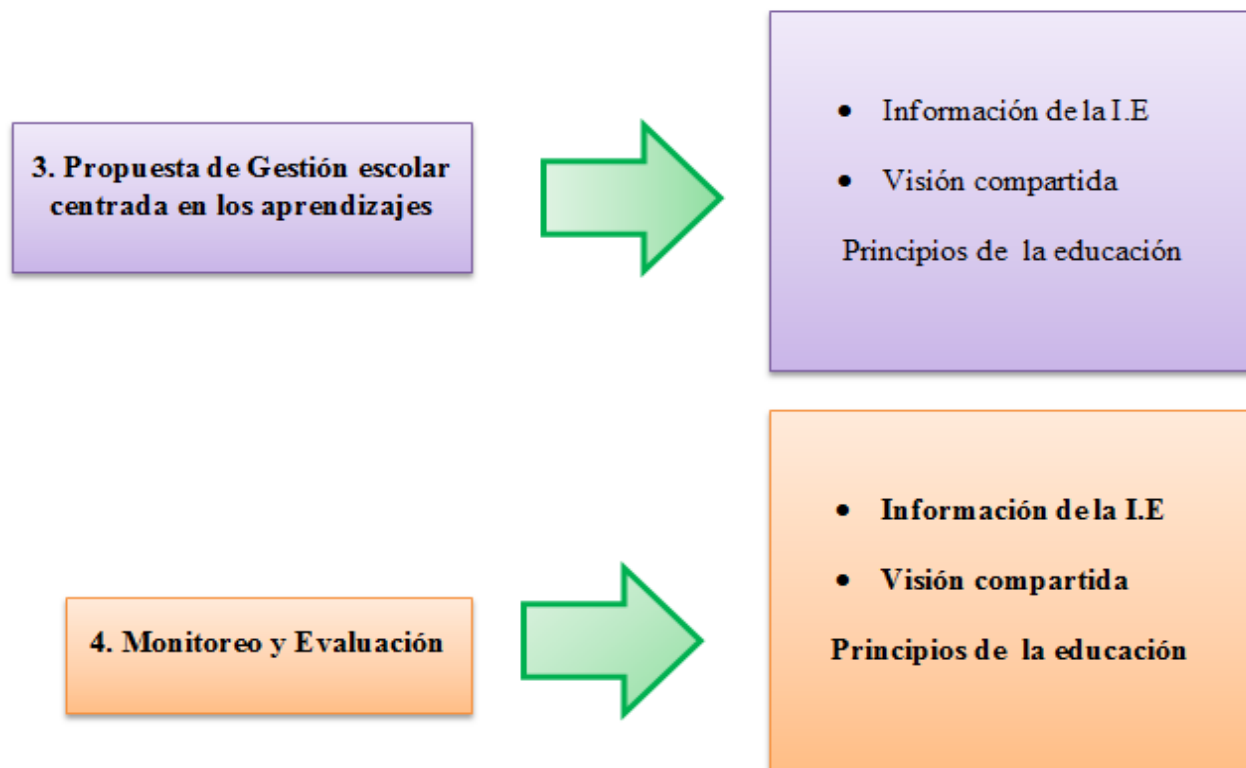 3. Propuesta de Gestión escolar
centrada en los aprendizajes
• Información de la I.E
• Visión compartida
Principios de la educación
4. Monitoreo y Evaluación
• Información de la I.E
• Visión compartida
Principios de la educación